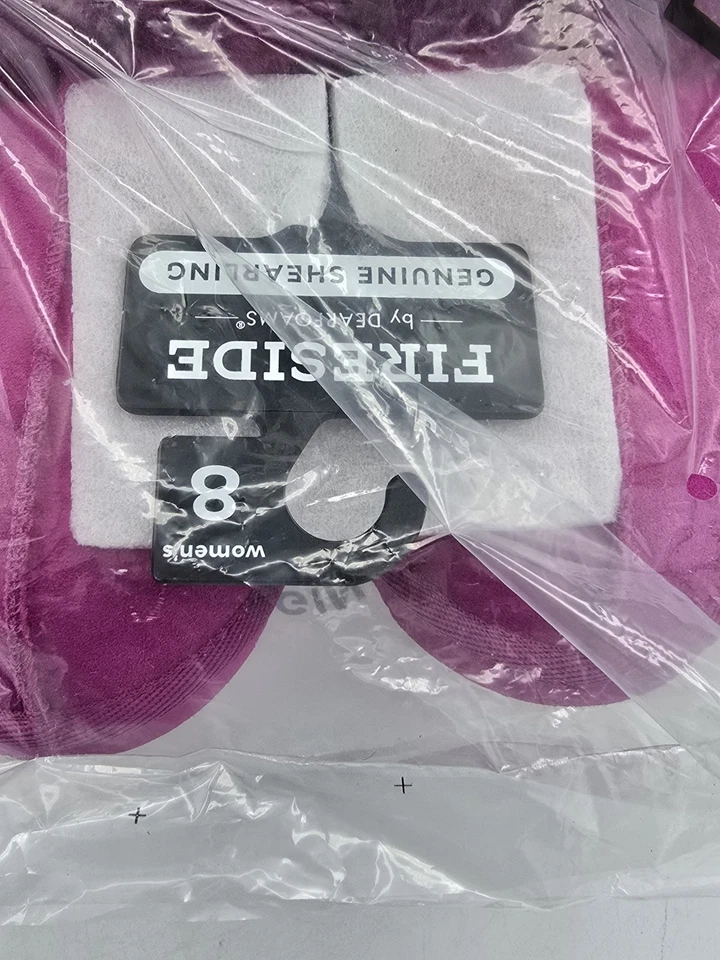 women's
8
FIRESIDE
by DEARFOAMS®
GENUINE SHEARLING